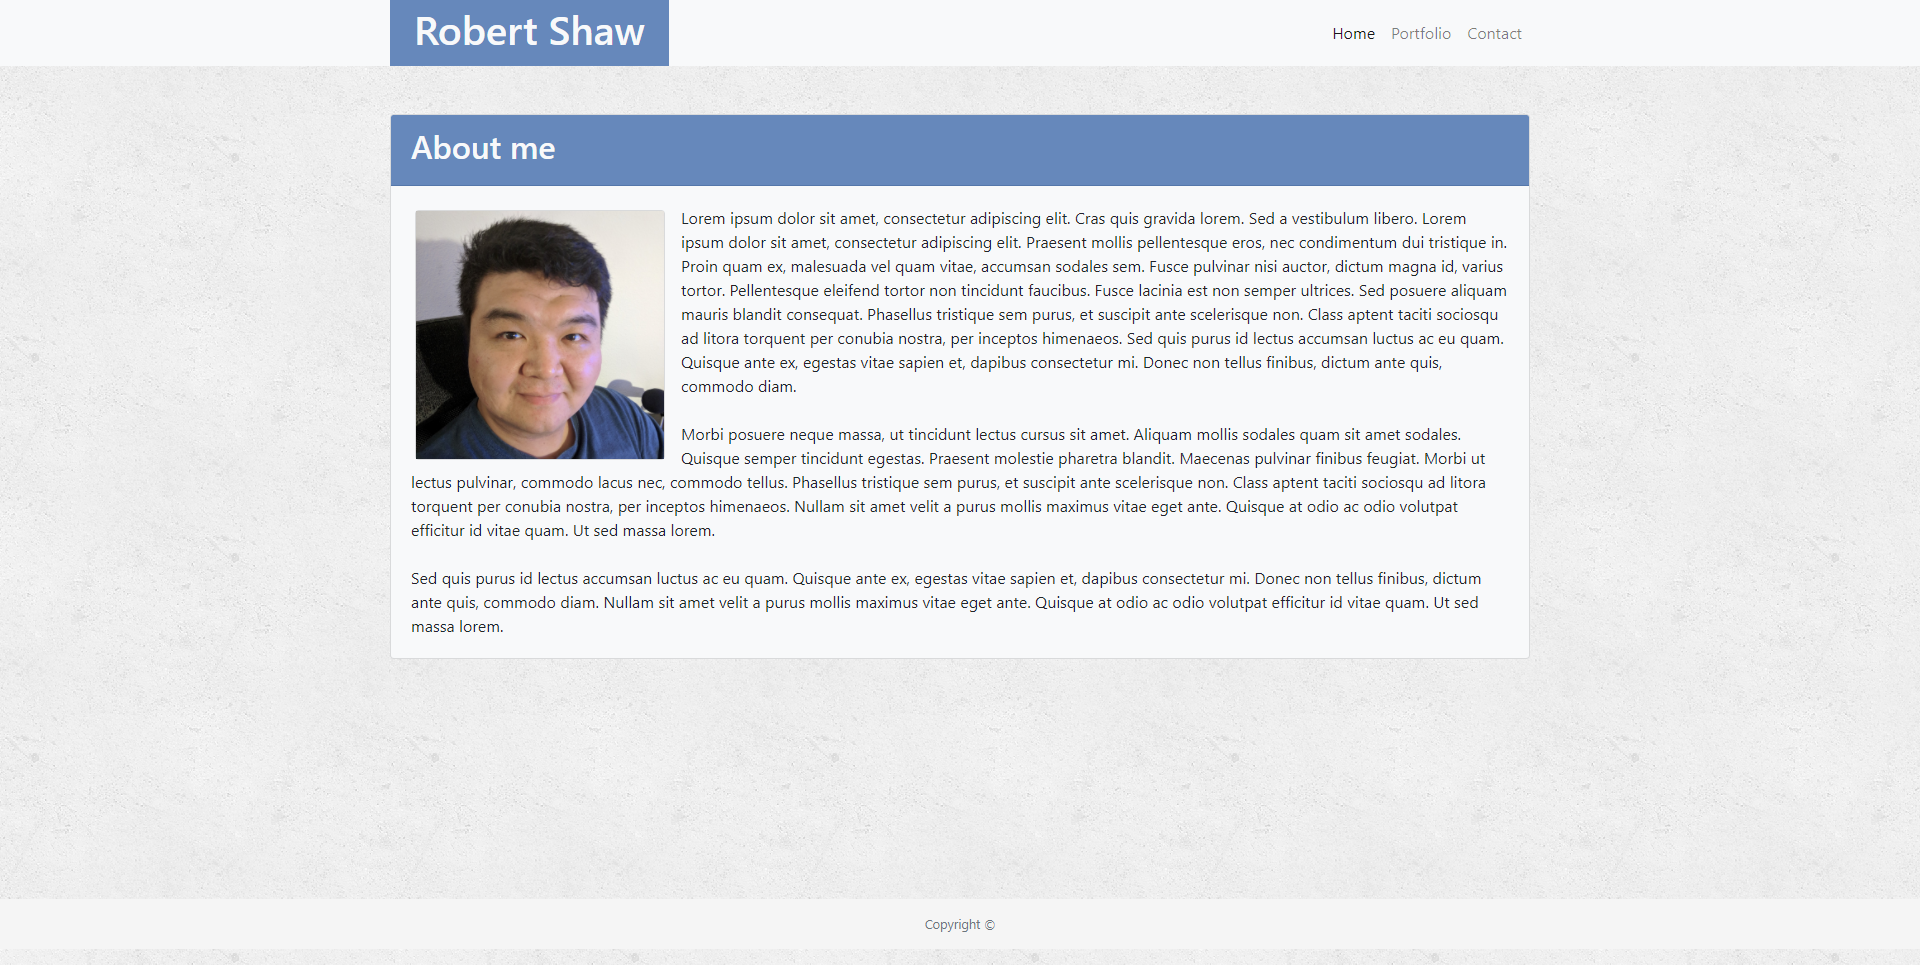 Robert Shaw
Home Portfolio Contact
About me
Lorem ipsum dolor sit amet, consectetur adipiscing elit. Cras quis gravida lorem. Sed a vestibulum libero. Lorem
ipsum dolor sit amet, consectetur adipiscing elit. Praesent mollis pellentesque eros, nec condimentum dui tristique in.
Proin quam ex, malesuada vel quam vitae, accumsan sodales sem. Fusce pulvinar nisi auctor, dictum magna id, varius
tortor. Pellentesque eleifend tortor non tincidunt faucibus. Fusce lacinia est non semper ultrices. Sed posuere aliquam
mauris blandit consequat. Phasellus tristique sem purus, et suscipit ante scelerisque non. Class aptent taciti sociosqu
ad litora torquent per conubia nostra, per inceptos himenaeos. Sed quis purus id lectus accumsan luctus ac eu quam.
Quisque ante ex, egestas vitae sapien et, dapibus consectetur mi. Donec non tellus finibus, dictum ante quis,
commodo diam.
Morbi posuere neque massa, ut tincidunt lectus cursus sit amet. Aliquam mollis sodales quam sit amet sodales.
Quisque semper tincidunt egestas. Praesent molestie pharetra blandit. Maecenas pulvinar finibus feugiat. Morbi ut
lectus pulvinar, commodo lacus nec, commodo tellus. Phasellus tristique sem purus, et suscipit ante scelerisque non. Class aptent taciti sociosqu ad litora
torquent per conubia nostra, per inceptos himenaeos. Nullam sit amet velit a purus mollis maximus vitae eget ante. Quisque at odio ac odio volutpat
efficitur id vitae quam. Ut sed massa lorem.
Sed quis purus id lectus accumsan luctus ac eu quam. Quisque ante ex, egestas vitae sapien et, dapibus consectetur mi. Donec non tellus finibus, dictum
ante quis, commodo diam. Nullam sit amet velit a purus mollis maximus vitae eget ante. Quisque at odio ac odio volutpat efficitur id vitae quam. Ut sed
massa lorem.
Copyright ©